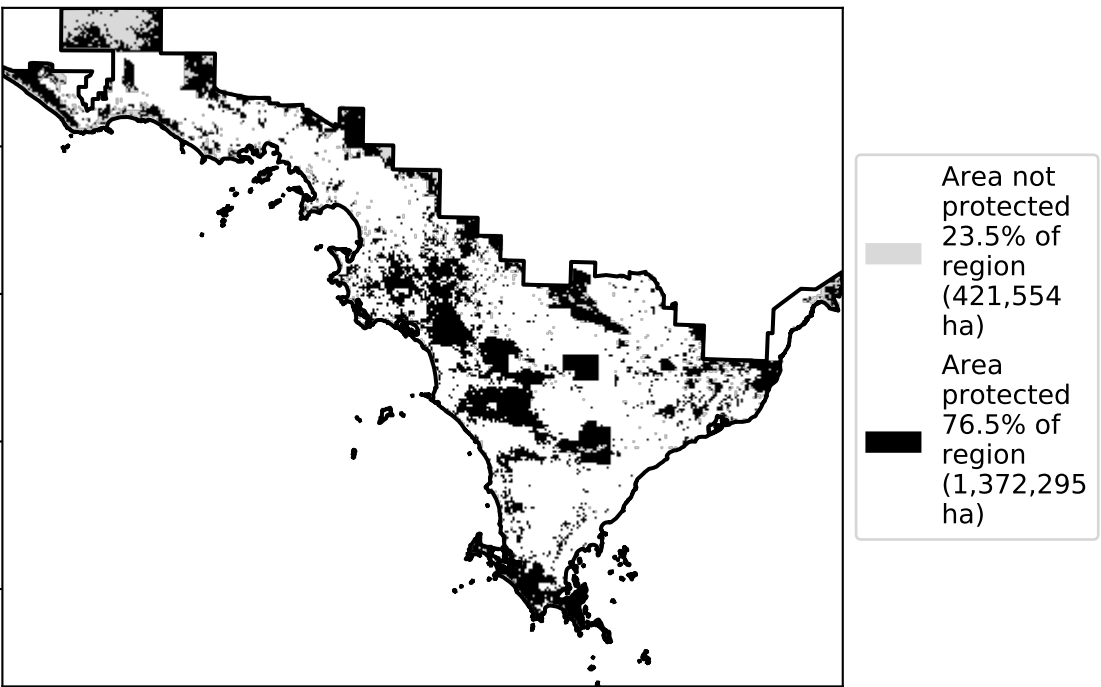 Area not
protected
23.5% of
region
(421,554
ha)
Area
protected
76.5% of
region
(1,372,295
ha)